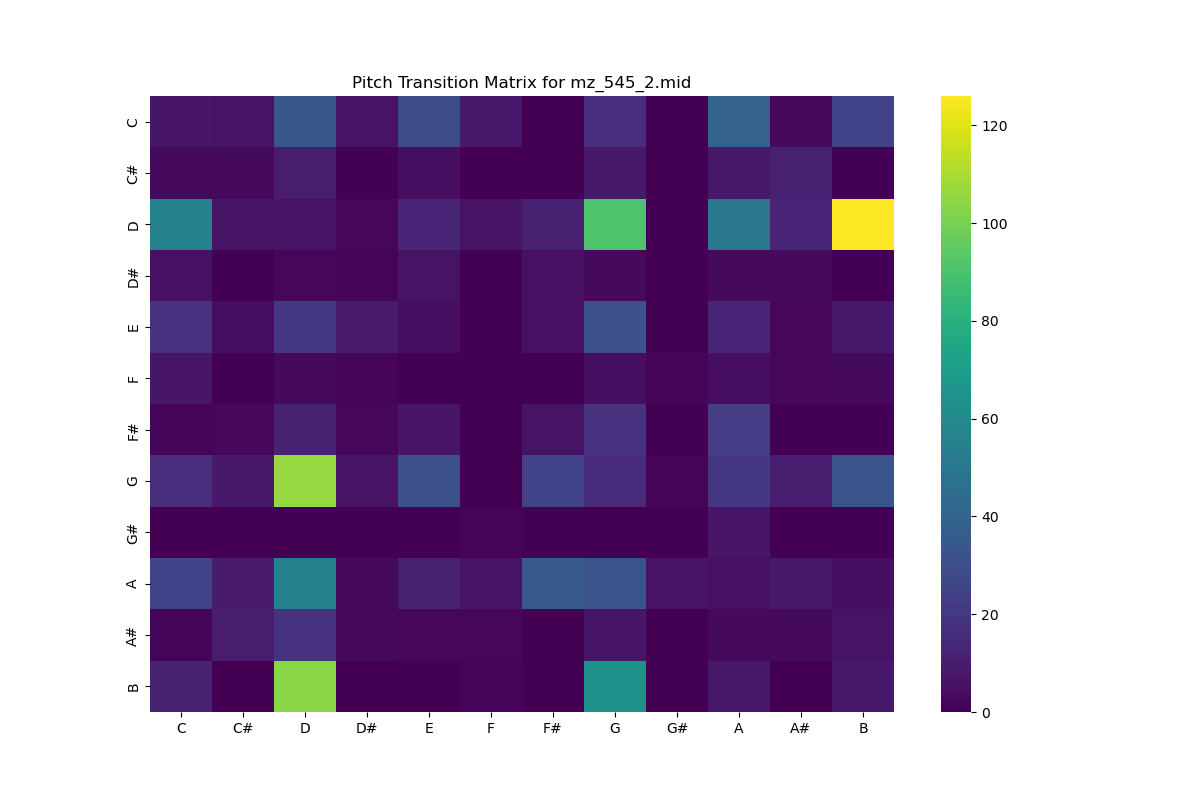 Pitch Transition Matrix for mz_545_2.mid
C
C#
D
D#
E
F
F#
G
G#
A
A#
B
C C# D D# E F F# G G# A A# B
120
100
80
60
40
20
0